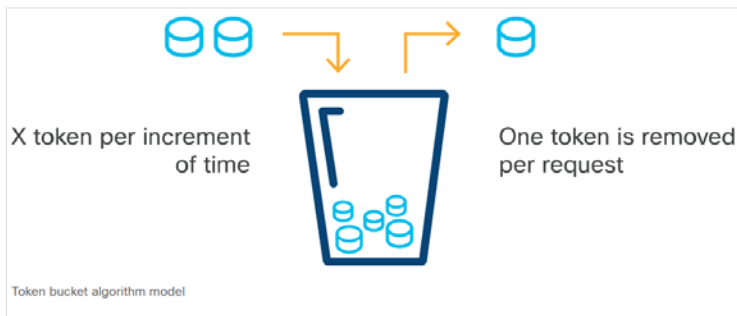 X token per increment
of time
One token is removed
per request
Token bucket algorithm model